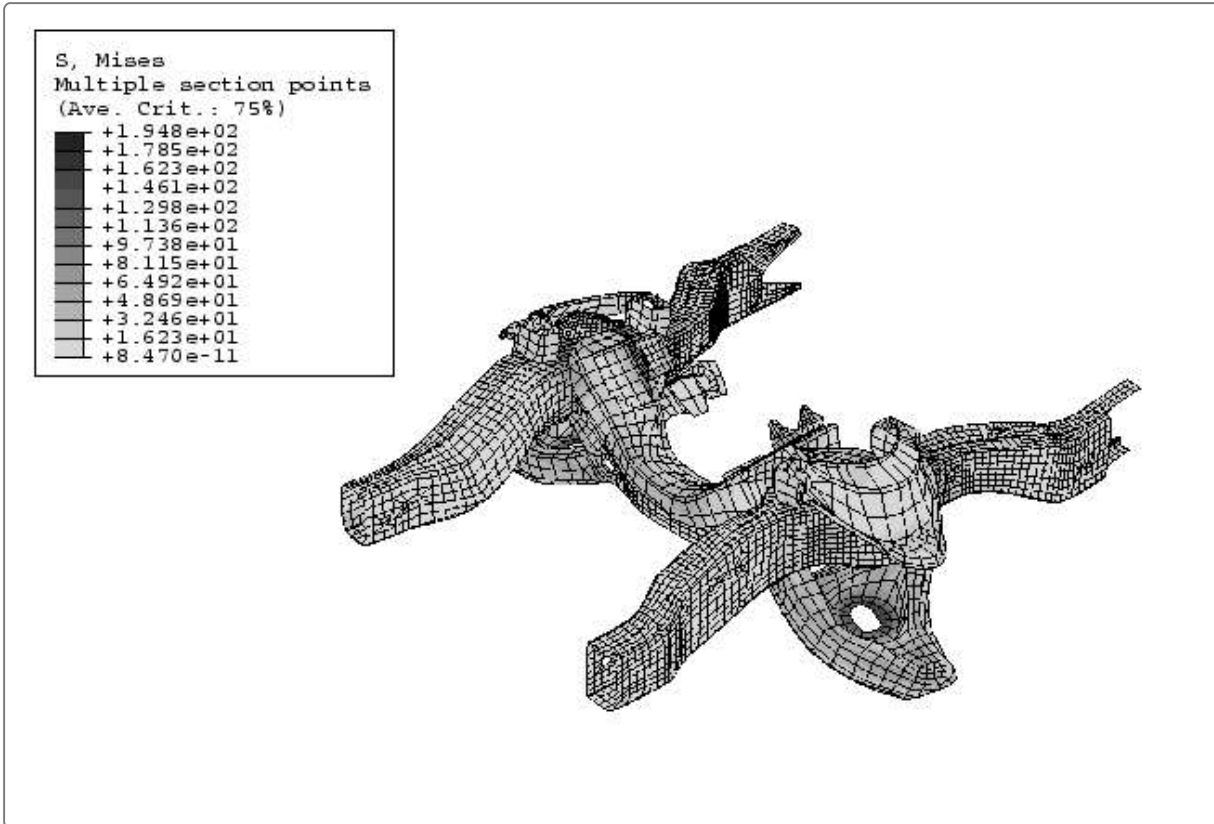 S, Mises
Multiple section points
(Ave. Crit.: 75%)
+1.948e+02
+1.785e+02
+1.623e+02
+1.461e+02
+1.298e+02
+1.136e+02
+9.738e+01
+8.115e+01
+6.492e+01
+4.869e+01
+3.246e+01
+1.623e+01
+8.470e-11